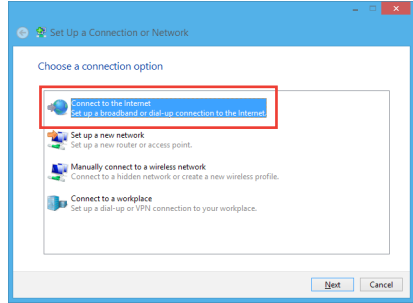 Set Up a Connection or Network
Choose a connection option
Connect to the Internet
Set up a broadband or dial-up connection to the Internet.
Set up a new network
Set up a new router or access point.
Manually connect to a wireless network
Connect to a hidden network or create a new wireless profile.
Connect to a workplace
Set up a dial-up or VPN connection to your workplace.
Next Cancel